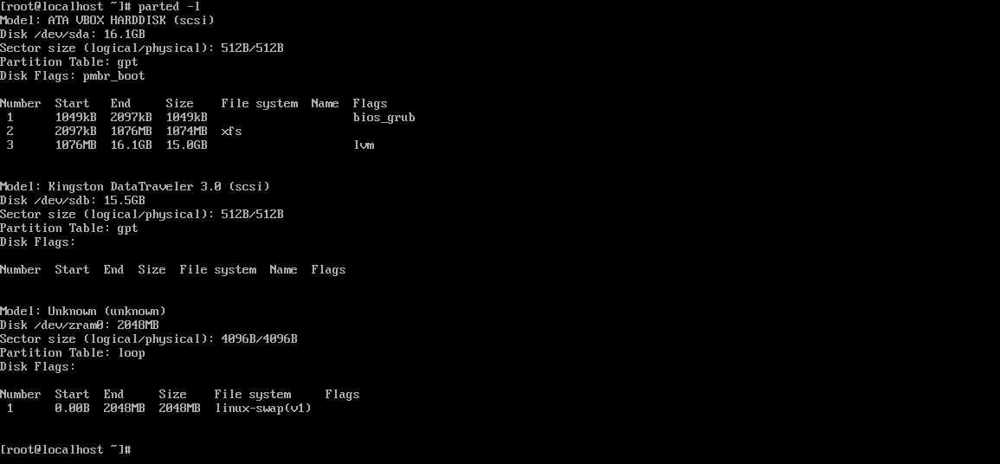 [root@localhost ~]# parted -l
Model: ATA VBOX HARDDISK (scsi)
Disk /dev/sda: 16.1GB
Sector size (logical/physical): 512B/512B
Partition Table: gpt
Disk Flags: pmbr_boot

Number  Start   End     Size    File system  Name  Flags
 1      1049kB  2097kB  1049kB                     bios_grub
 2      2097kB  1076MB  1074MB  xfs
 3      1076MB  16.1GB  15.0GB                     lvm

Model: Kingston DataTraveler 3.0 (scsi)
Disk /dev/sdb: 15.5GB
Sector size (logical/physical): 512B/512B
Partition Table: gpt
Disk Flags:

Number  Start  End  Size  File system  Name  Flags

Model: Unknown (unknown)
Disk /dev/zram0: 2048MB
Sector size (logical/physical): 4096B/4096B
Partition Table: loop
Disk Flags:

Number  Start  End     Size    File system     Flags
 1      0.00B  2048MB  2048MB  linux-swap(v1)

[root@localhost ~]#